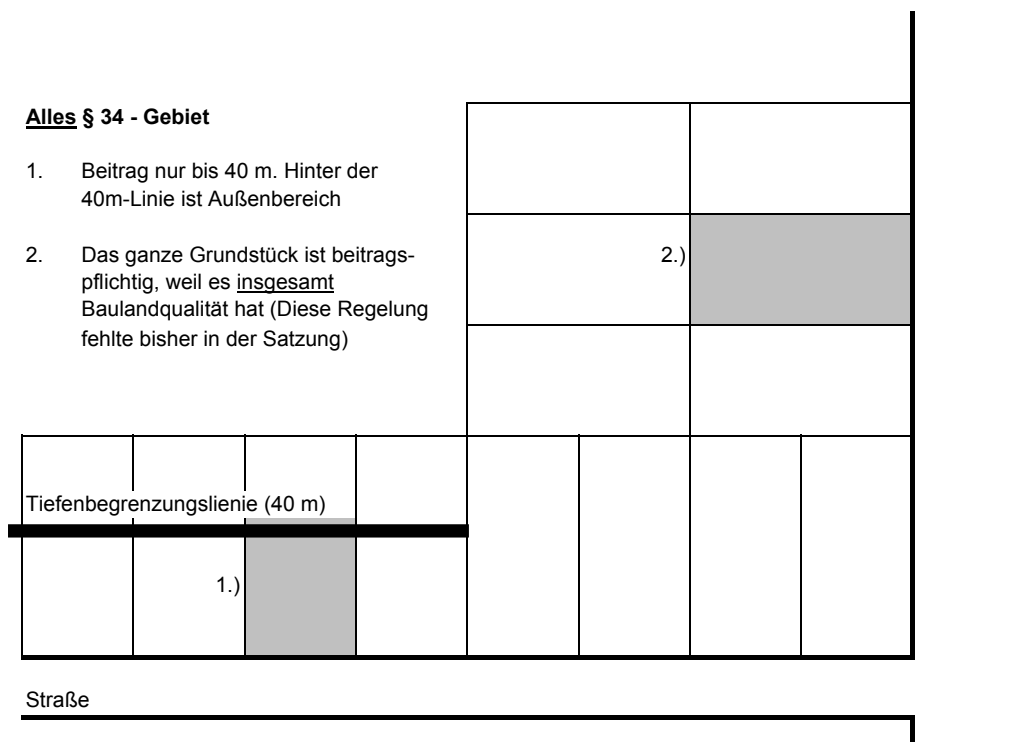 Alles § 34 - Gebiet
1. Beitrag nur bis 40 m. Hinter der
40m-Linie ist Außenbereich
2. Das ganze Grundstück ist beitrags-
pflichtig, weil es insgesamt
Baulandqualität hat (Diese Regelung
fehlte bisher in der Satzung)
2.)
Tiefenbegrenzungslienie (40 m)
1.)
Straße